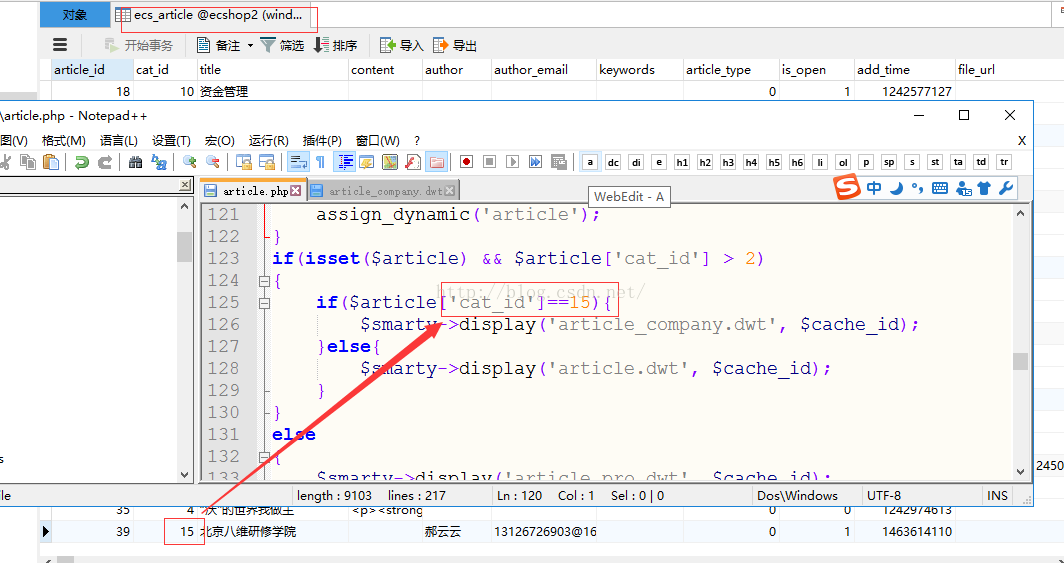 对象 ecs_article @ecshop2 (wind...
开始事务 备注 筛选 排序 导入 导出
article_id cat_id title content author author_email keywords article_type is_open add_time file_url
18 10 资金管理 0 1 1242577127
\article.php - Notepad++
图(V) 格式(M) 语言(L) 设置(T) 宏(O) 运行(R) 插件(P) 窗口(W) ? X
a dc di e h1 h2 h3 h4 h5 h6 li ol p sp s st ta td tr
article.php article_company.dwt
WebEdit - A
中
121 assign_dynamic('article');
122 }
123 if(isset($article) && $article['cat_id'] > 2)
124 {
http://blog.csdn.net/
125 if($article['cat_id']==15){
126 $smarty->display('article_company.dwt', $cache_id);
127 }else{
128 $smarty->display('article.dwt', $cache_id);
129 }
130 }
131 else
132 {
133 $smarty->display('article_pro.dwt', $cache_id);
s
2450
length : 9103 lines : 217 Ln : 120 Col : 1 Sel : 0 | 0 Dos\Windows UTF-8 INS
35 4 的世界我做主 <p><strong 0 0 1242974613
39 15 北京八维研修学院 郝云云 13126726903@16 0 1 1463614110